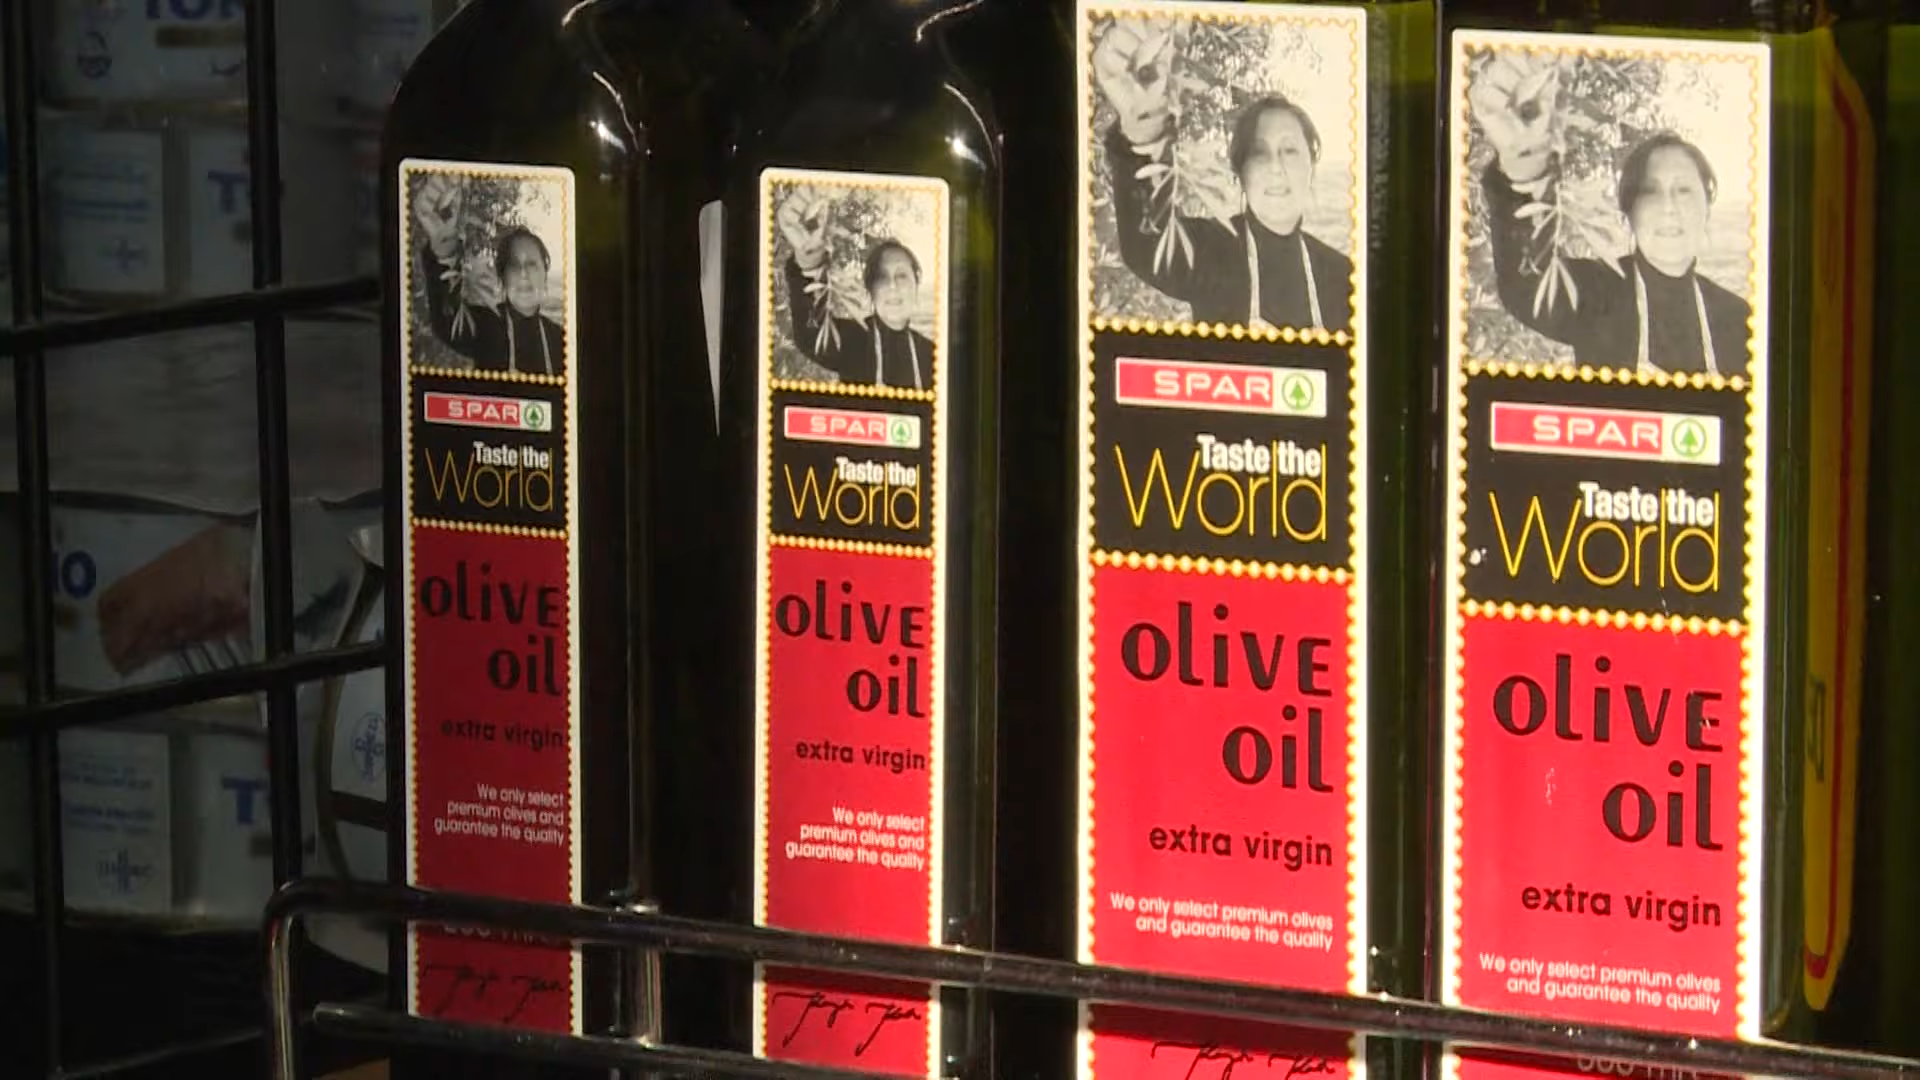 SPAR
Taste the
World
olive
oil
extra virgin
We only select
premium olives and
guarantee the quality
SPAR
Taste the
World
olive
oil
extra virgin
We only select
premium olives and
guarantee the quality
SPAR
Taste the
World
olive
oil
extra virgin
We only select premium olives
and guarantee the quality
SPAR
Taste the
World
olive
oil
extra virgin
We only select premium olives
and guarantee the quality